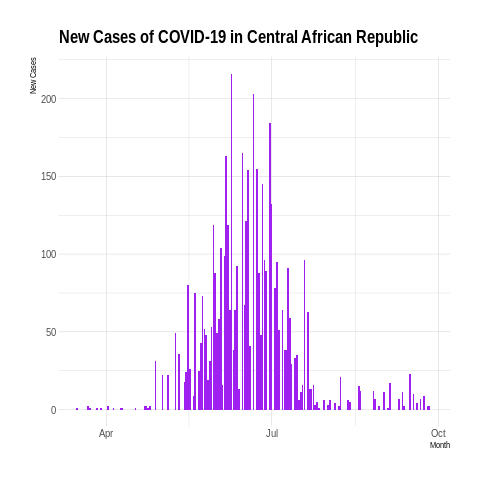 New Cases of COVID-19 in Central African Republic
New Cases
200
150
100
50
0
Apr
Jul
Oct
Month